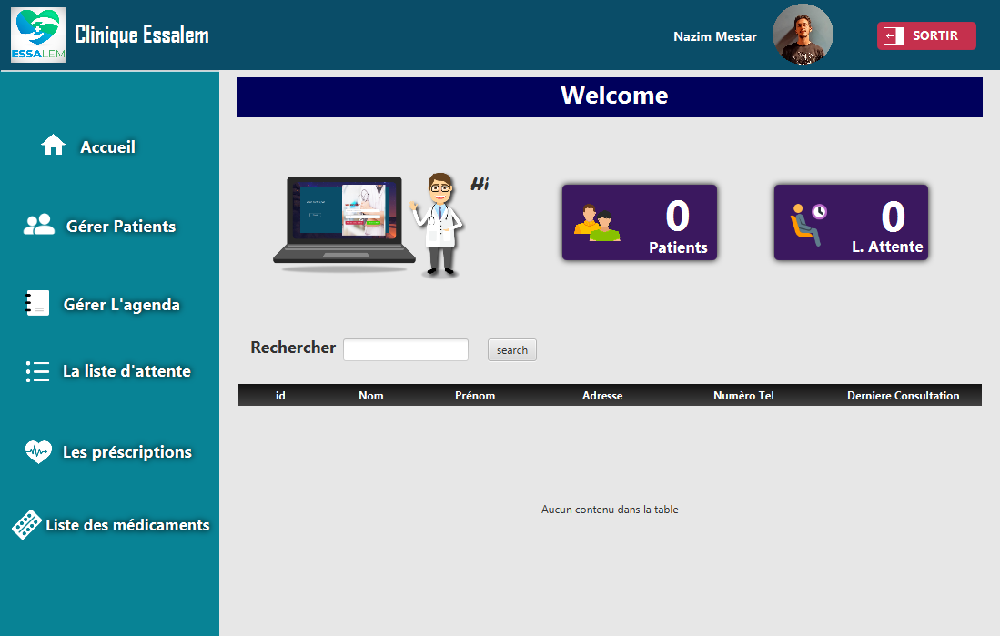 ESSALEM
Clinique Essalem
Nazim Mestar
SORTIR
Welcome
Accueil
Gérer Patients
Gérer L'agenda
La liste d'attente
Les préscriptions
Liste des médicaments
Hi
0
Patients
0
L. Attente
Rechercher
search
id Nom Prénom Adresse Numèro Tel Derniere Consultation
Aucun contenu dans la table